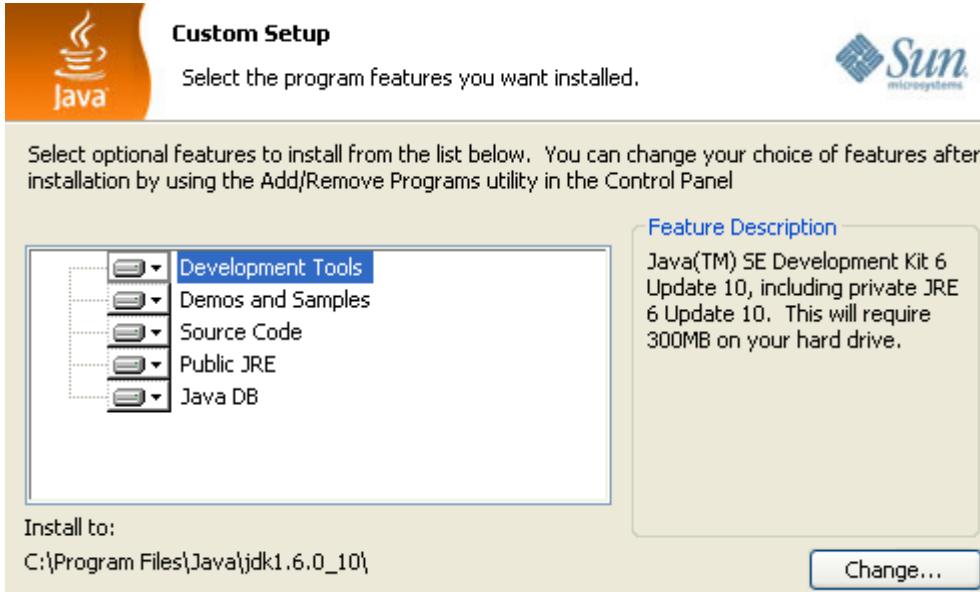 Java
Custom Setup
Select the program features you want installed.
Sun
microsystems
Select optional features to install from the list below. You can change your choice of features after
installation by using the Add/Remove Programs utility in the Control Panel
Development Tools
Demos and Samples
Source Code
Public JRE
Java DB
Feature Description
Java(TM) SE Development Kit 6
Update 10, including private JRE
6 Update 10. This will require
300MB on your hard drive.
Install to:
C:\Program Files\Java\jdk1.6.0_10\
Change...